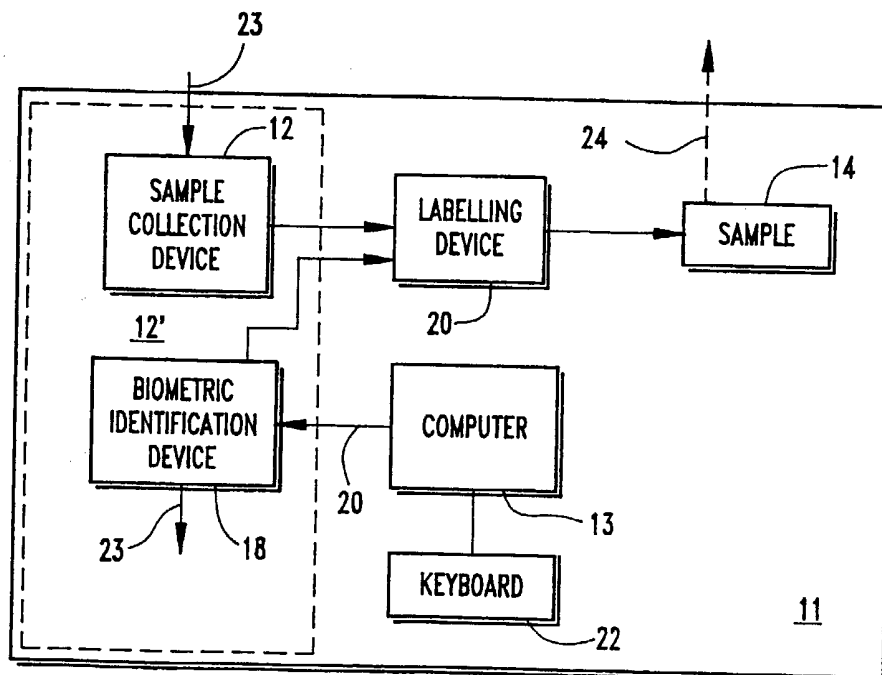 23
12
SAMPLE
COLLECTION
DEVICE
LABELLING
DEVICE
20
24
14
SAMPLE
12'
BIOMETRIC
IDENTIFICATION
DEVICE
20
COMPUTER
23
18
13
KEYBOARD
22
11